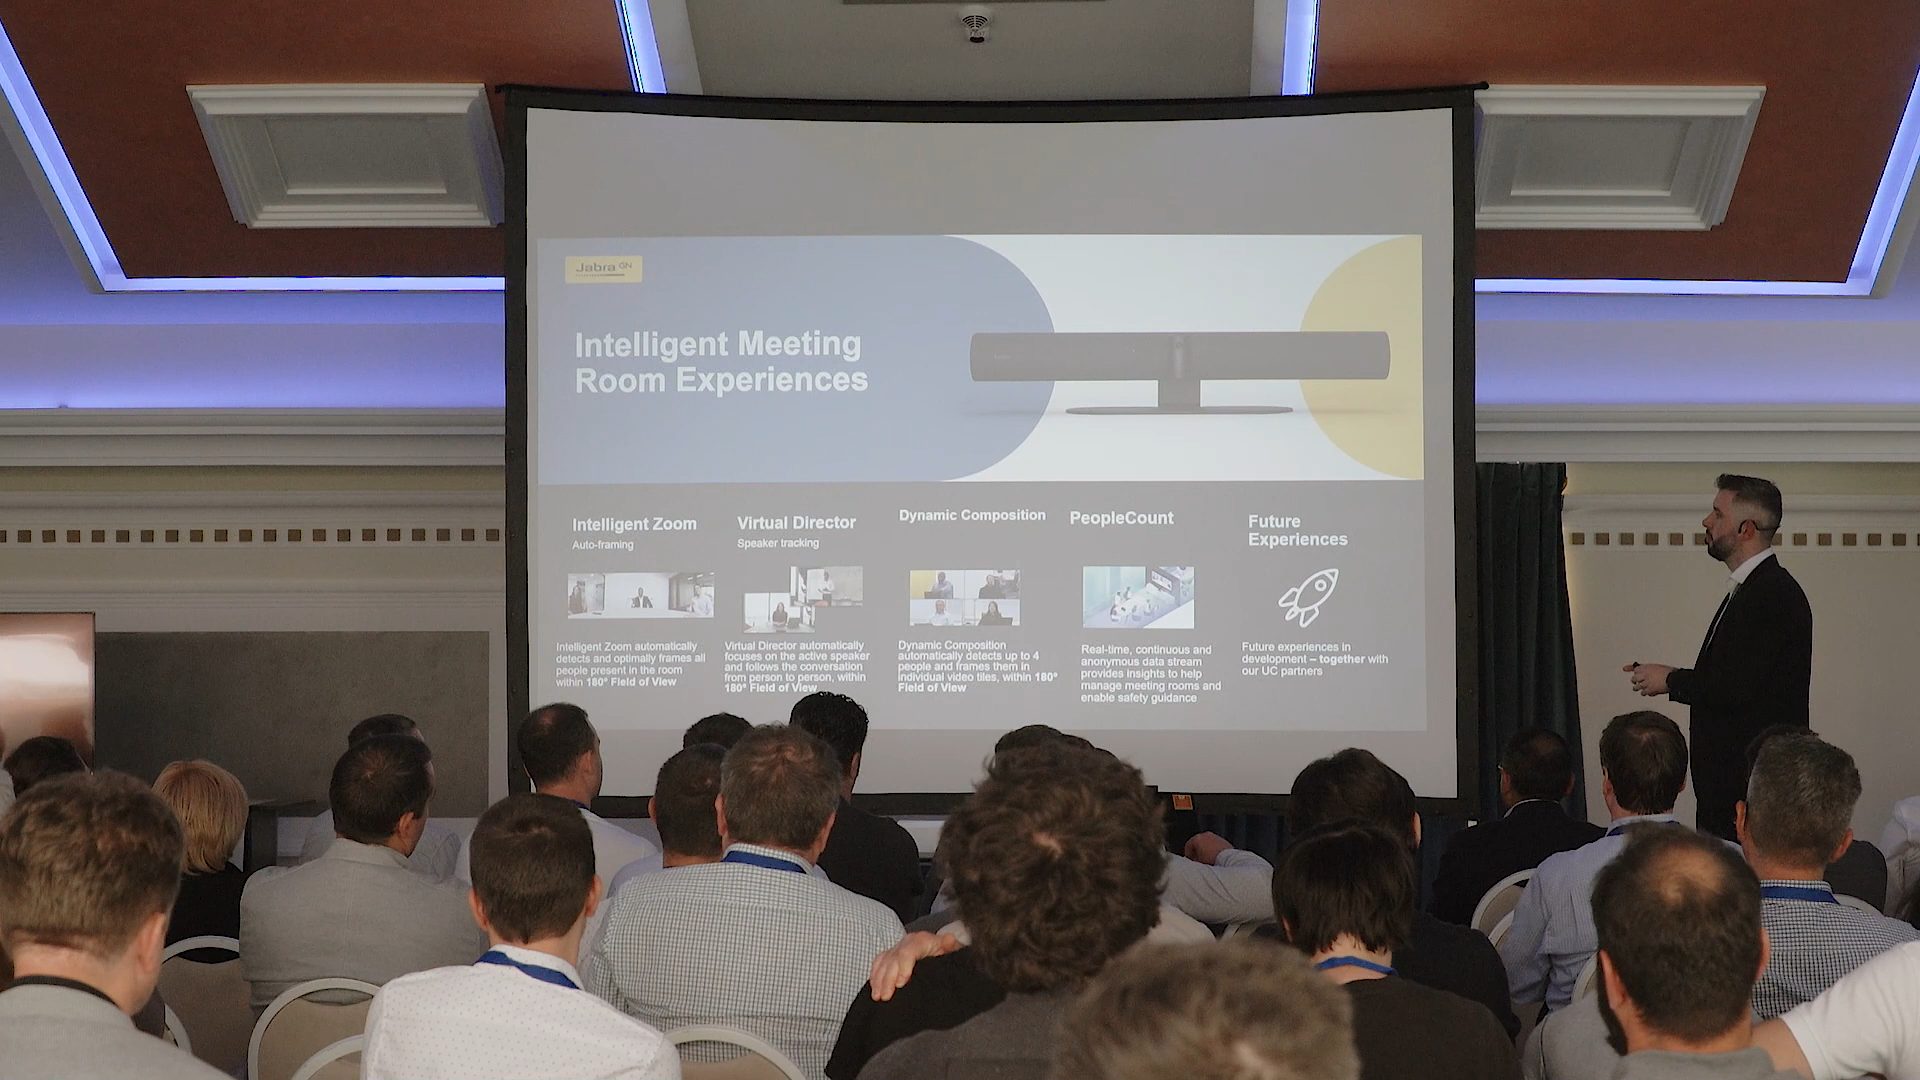 Jabra GN
Intelligent Meeting
Room Experiences
Intelligent Zoom
Auto-framing
Intelligent Zoom automatically
detects and optimally frames all
people present in the room
within 180° Field of View
Virtual Director
Speaker tracking
Virtual Director automatically
focuses on the active speaker
and follows the conversation
from person to person, within
180° Field of View
Dynamic Composition
Dynamic Composition
automatically detects up to 4
people and frames them in
individual video tiles, within 180°
Field of View
PeopleCount
Real-time, continuous and
anonymous data stream
provides insights to help
manage meeting rooms and
enable safety guidance
Future
Experiences
Future experiences in
development – together with
our UC partners